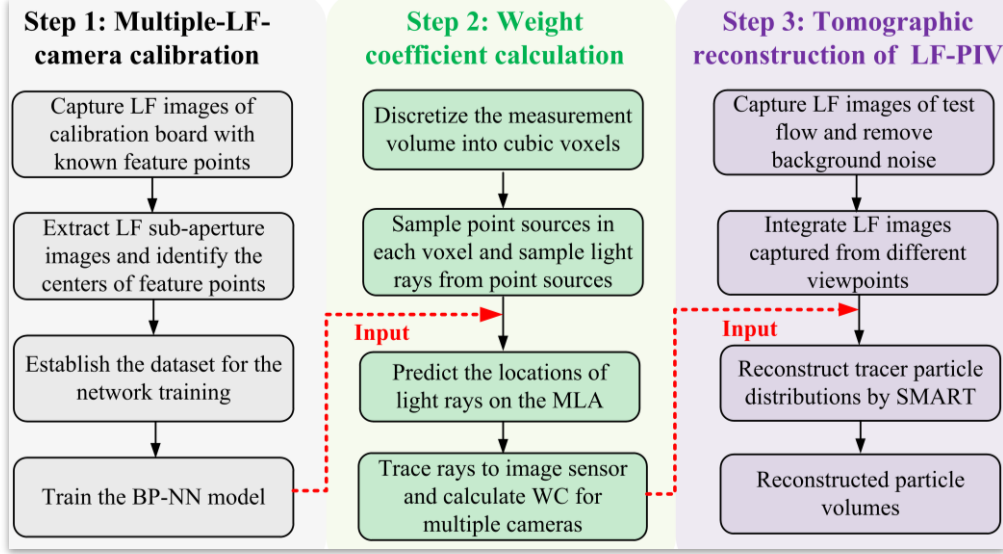 Step 1: Multiple-LF-
camera calibration
Capture LF images of
calibration board with
known feature points
Extract LF sub-aperture
images and identify the
centers of feature points
Establish the dataset for the
network training
Train the BP-NN model
Step 2: Weight
coefficient calculation
Discretize the measurement
volume into cubic voxels
Sample point sources in
each voxel and sample light
rays from point sources
Input
Predict the locations of
light rays on the MLA
Trace rays to image sensor
and calculate WC for
multiple cameras
Step 3: Tomographic
reconstruction of LF-PIV
Capture LF images of test
flow and remove
background noise
Integrate LF images
captured from different
viewpoints
Input
Reconstruct tracer particle
distributions by SMART
Reconstructed particle
volumes